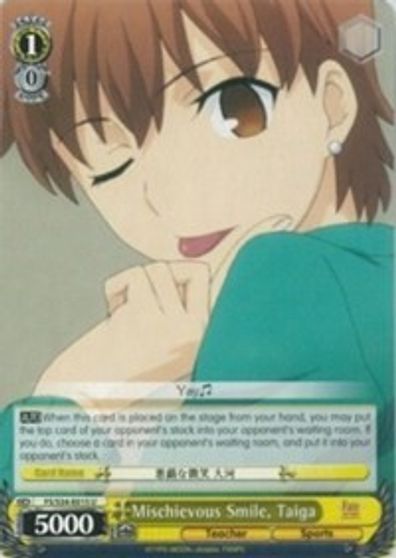 1
0
Yay♫
AUTO When this card is placed on the stage from your hand, you may put
the top card of your opponent's stock into your opponent's waiting room. If
you do, choose a card in your opponent's waiting room, and put it into your
opponent's stock.
Card Name
悪戯な微笑 大河
5000
Mischievous Smile, Taiga
Fate
Teacher
Sports